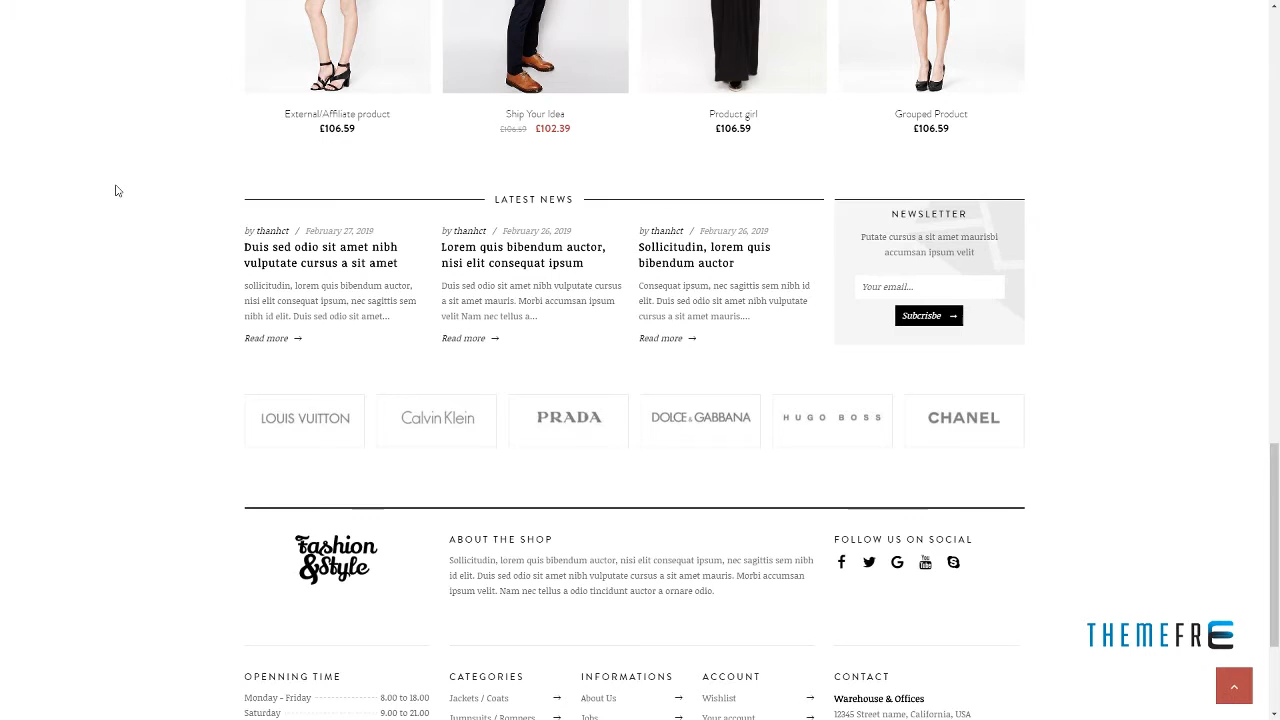 External/Affiliate product
£106.59
Ship Your Idea
£106.59 £102.39
Product girl
£106.59
Grouped Product
£106.59
LATEST NEWS
by thanhct / February 27, 2019
Duis sed odio sit amet nibh
vulputate cursus a sit amet
sollicitudin, lorem quis bibendum auctor,
nisi elit consequat ipsum, nec sagittis sem
nibh id elit. Duis sed odio sit amet...
Read more →
by thanhct / February 26, 2019
Lorem quis bibendum auctor,
nisi elit consequat ipsum
Duis sed odio sit amet nibh vulputate cursus
a sit amet mauris. Morbi accumsan ipsum
velit Nam nec tellus a...
Read more →
by thanhct / February 26, 2019
Sollicitudin, lorem quis
bibendum auctor
Consequat ipsum, nec sagittis sem nibh id
elit. Duis sed odio sit amet nibh vulputate
cursus a sit amet mauris....
Read more →
NEWSLETTER
Putate cursus a sit amet maurisbi
accumsan ipsum velit
Your email...
Subcrisbe →
LOUIS VUITTON
Calvin Klein
PRADA
DOLCE & GABBANA
HUGO BOSS
CHANEL
Fashion
&Style
ABOUT THE SHOP
Sollicitudin, lorem quis bibendum auctor, nisi elit consequat ipsum, nec sagittis sem nibh
id elit. Duis sed odio sit amet nibh vulputate cursus a sit amet mauris. Morbi accumsan
ipsum velit. Nam nec tellus a odio tincidunt auctor a ornare odio.
FOLLOW US ON SOCIAL
You Tube
THEMEFRE
OPENNING TIME
Monday - Friday 8.00 to 18.00
Saturday 9.00 to 21.00
CATEGORIES
Jackets / Coats →
Jumpsuits / Rompers →
INFORMATIONS
About Us →
Jobs →
ACCOUNT
Wishlist →
Your account →
CONTACT
Warehouse & Offices
12345 Street name, California, USA